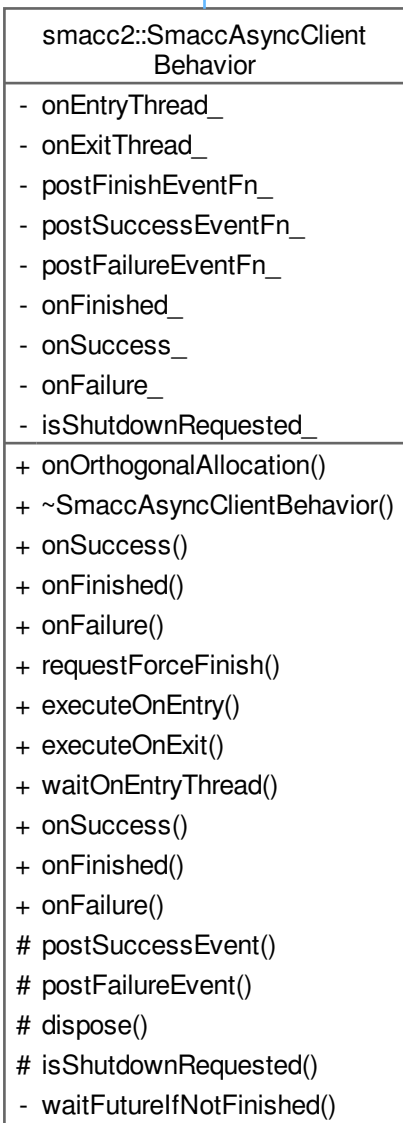 smacc2::SmaccAsyncClient
Behavior
- onEntryThread_
- onExitThread_
- postFinishEventFn_
- postSuccessEventFn_
- postFailureEventFn_
- onFinished_
- onSuccess_
- onFailure_
- isShutdownRequested_
+ onOrthogonalAllocation()
+ ~SmaccAsyncClientBehavior()
+ onSuccess()
+ onFinished()
+ onFailure()
+ requestForceFinish()
+ executeOnEntry()
+ executeOnExit()
+ waitOnEntryThread()
+ onSuccess()
+ onFinished()
+ onFailure()
# postSuccessEvent()
# postFailureEvent()
# dispose()
# isShutdownRequested()
- waitFutureIfNotFinished()